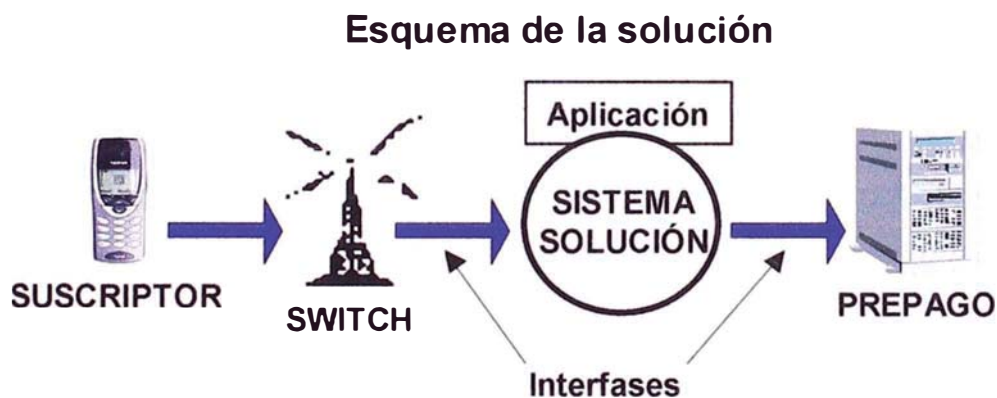 Esquema de la solución
Aplicación
SISTEMA
SOLUCIÓN
SUSCRIPTOR
SWITCH
PREPAGO
Interfases